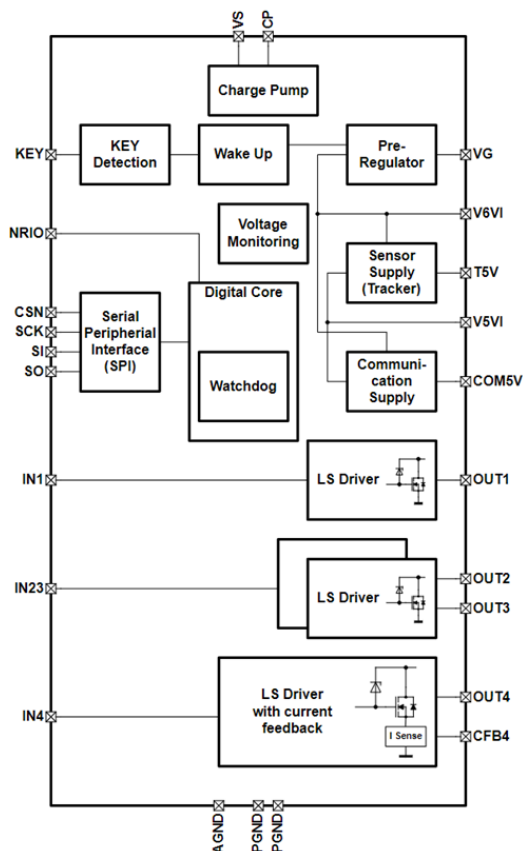 VS
CP
Charge Pump
KEY
KEY
Detection
Wake Up
Pre-
Regulator
VG
V6VI
NRIO
Voltage
Monitoring
Sensor
Supply
(Tracker)
T5V
Digital Core
CSN
SCK
SI
SO
Serial
Peripherial
Interface
(SPI)
V5VI
Watchdog
Communi-
cation
Supply
COM5V
IN1
LS Driver
OUT1
IN23
LS Driver
OUT2
OUT3
IN4
LS Driver
with current
feedback
I Sense
OUT4
CFB4
AGND
PGND
PGND